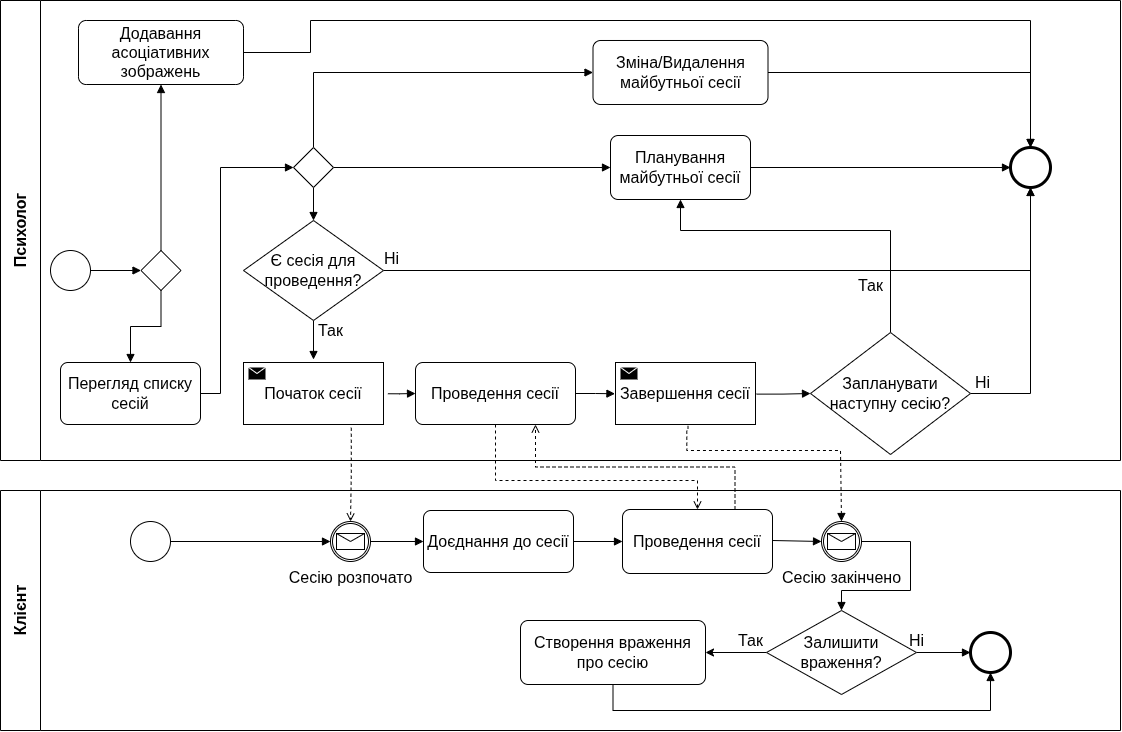 Психолог
Додавання
асоціативних
зображень
Зміна/Видалення
майбутньої сесії
Планування
майбутньої сесії
Є сесія для
проведення?
Ні
Так
Так
Перегляд списку
сесій
Початок сесії
Проведення сесії
Завершення сесії
Запланувати
наступну сесію?
Ні
Клієнт
Сесію розпочато
Доєднання до сесії
Проведення сесії
Сесію закінчено
Створення враження
про сесію
Так
Залишити
враження?
Ні